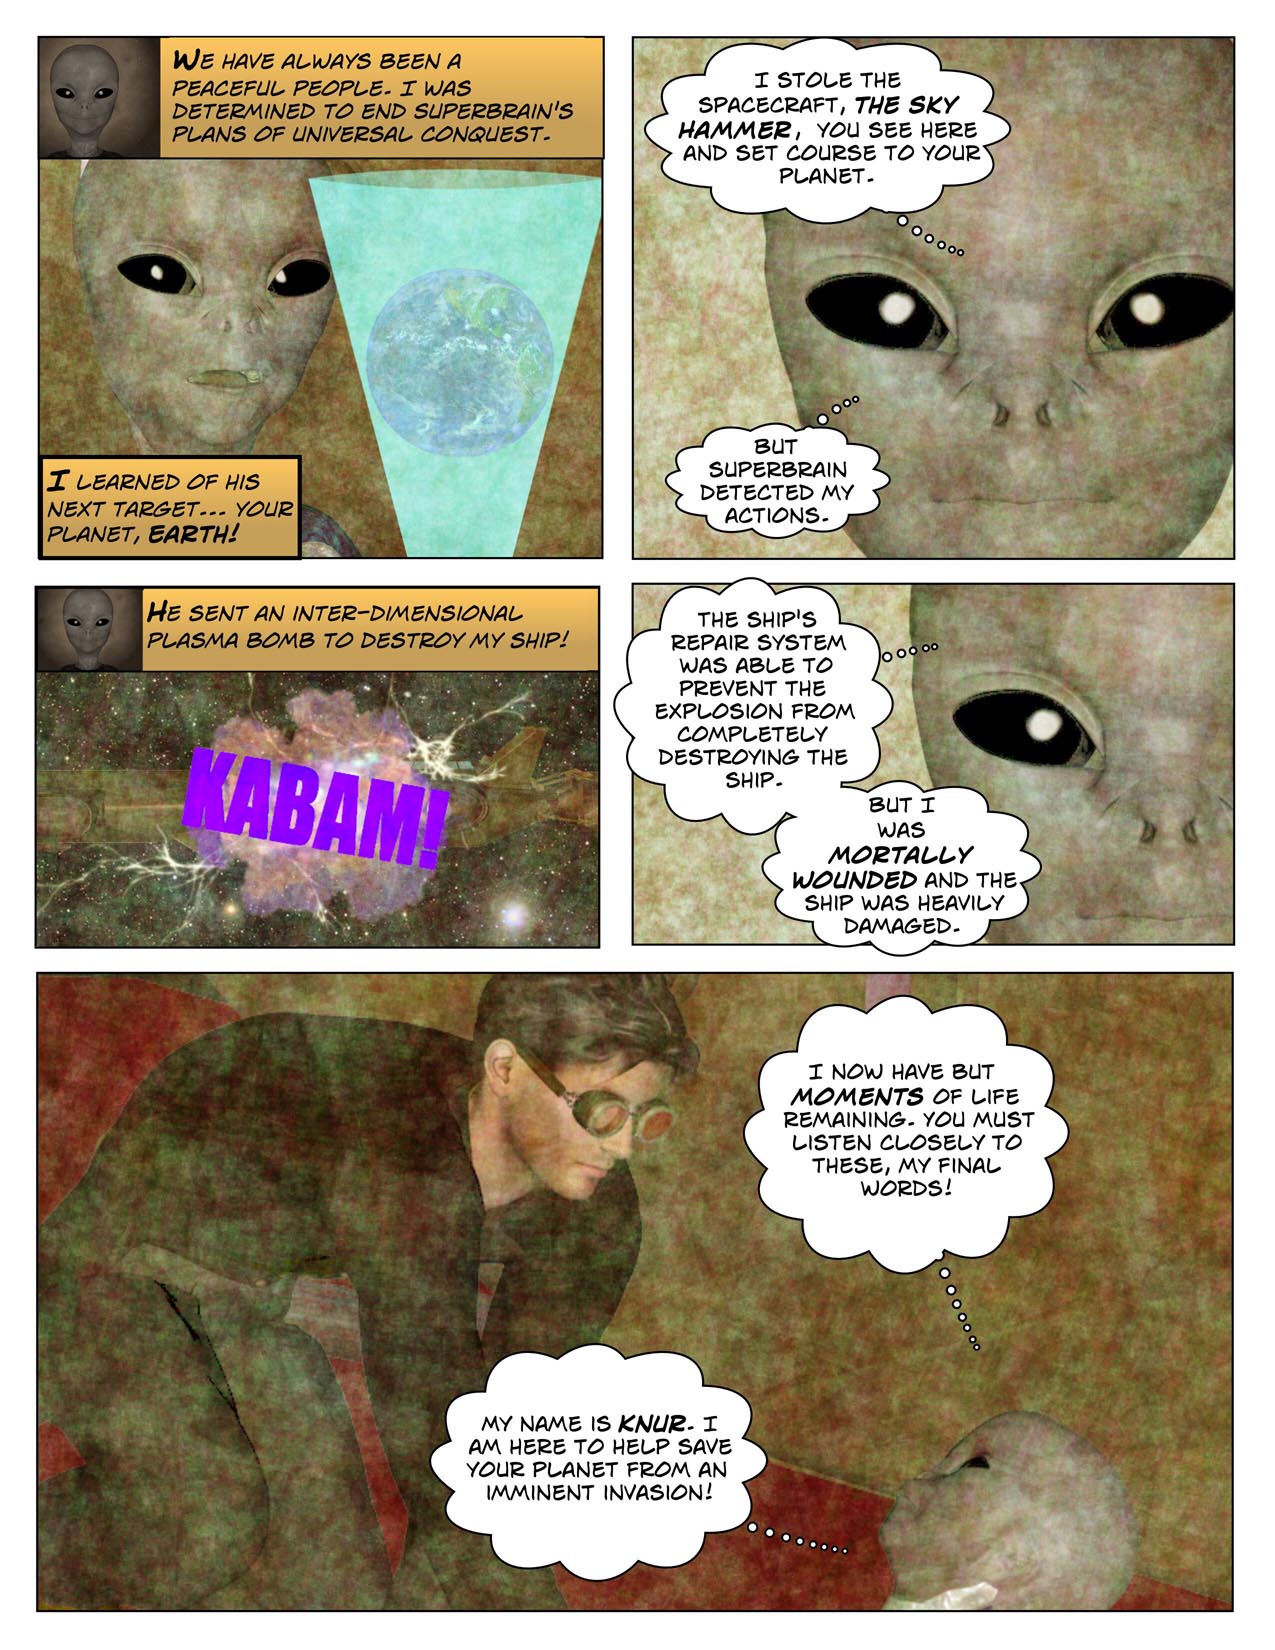 WE HAVE ALWAYS BEEN A
PEACEFUL PEOPLE. I WAS
DETERMINED TO END SUPERBRAIN'S
PLANS OF UNIVERSAL CONQUEST.
I LEARNED OF HIS
NEXT TARGET... YOUR
PLANET, EARTH!
I STOLE THE
SPACECRAFT, THE SKY
HAMMER, YOU SEE HERE
AND SET COURSE TO YOUR
PLANET.
BUT
SUPERBRAIN
DETECTED MY
ACTIONS.
HE SENT AN INTER-DIMENSIONAL
PLASMA BOMB TO DESTROY MY SHIP!
KABAM!
THE SHIP'S
REPAIR SYSTEM
WAS ABLE TO
PREVENT THE
EXPLOSION FROM
COMPLETELY
DESTROYING THE
SHIP.
BUT I
WAS
MORTALLY
WOUNDED AND THE
SHIP WAS HEAVILY
DAMAGED.
I NOW HAVE BUT
MOMENTS OF LIFE
REMAINING. YOU MUST
LISTEN CLOSELY TO
THESE, MY FINAL
WORDS!
MY NAME IS KNUR. I
AM HERE TO HELP SAVE
YOUR PLANET FROM AN
IMMINENT INVASION!